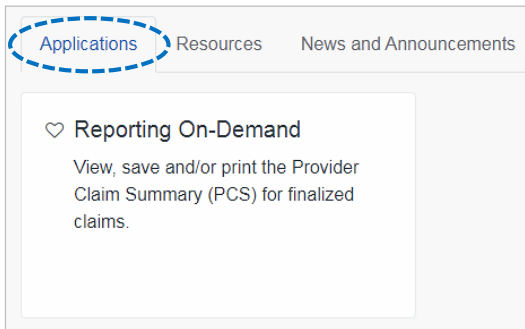 Applications Resources News and Announcements
Reporting On-Demand
View, save and/or print the Provider
Claim Summary (PCS) for finalized
claims.